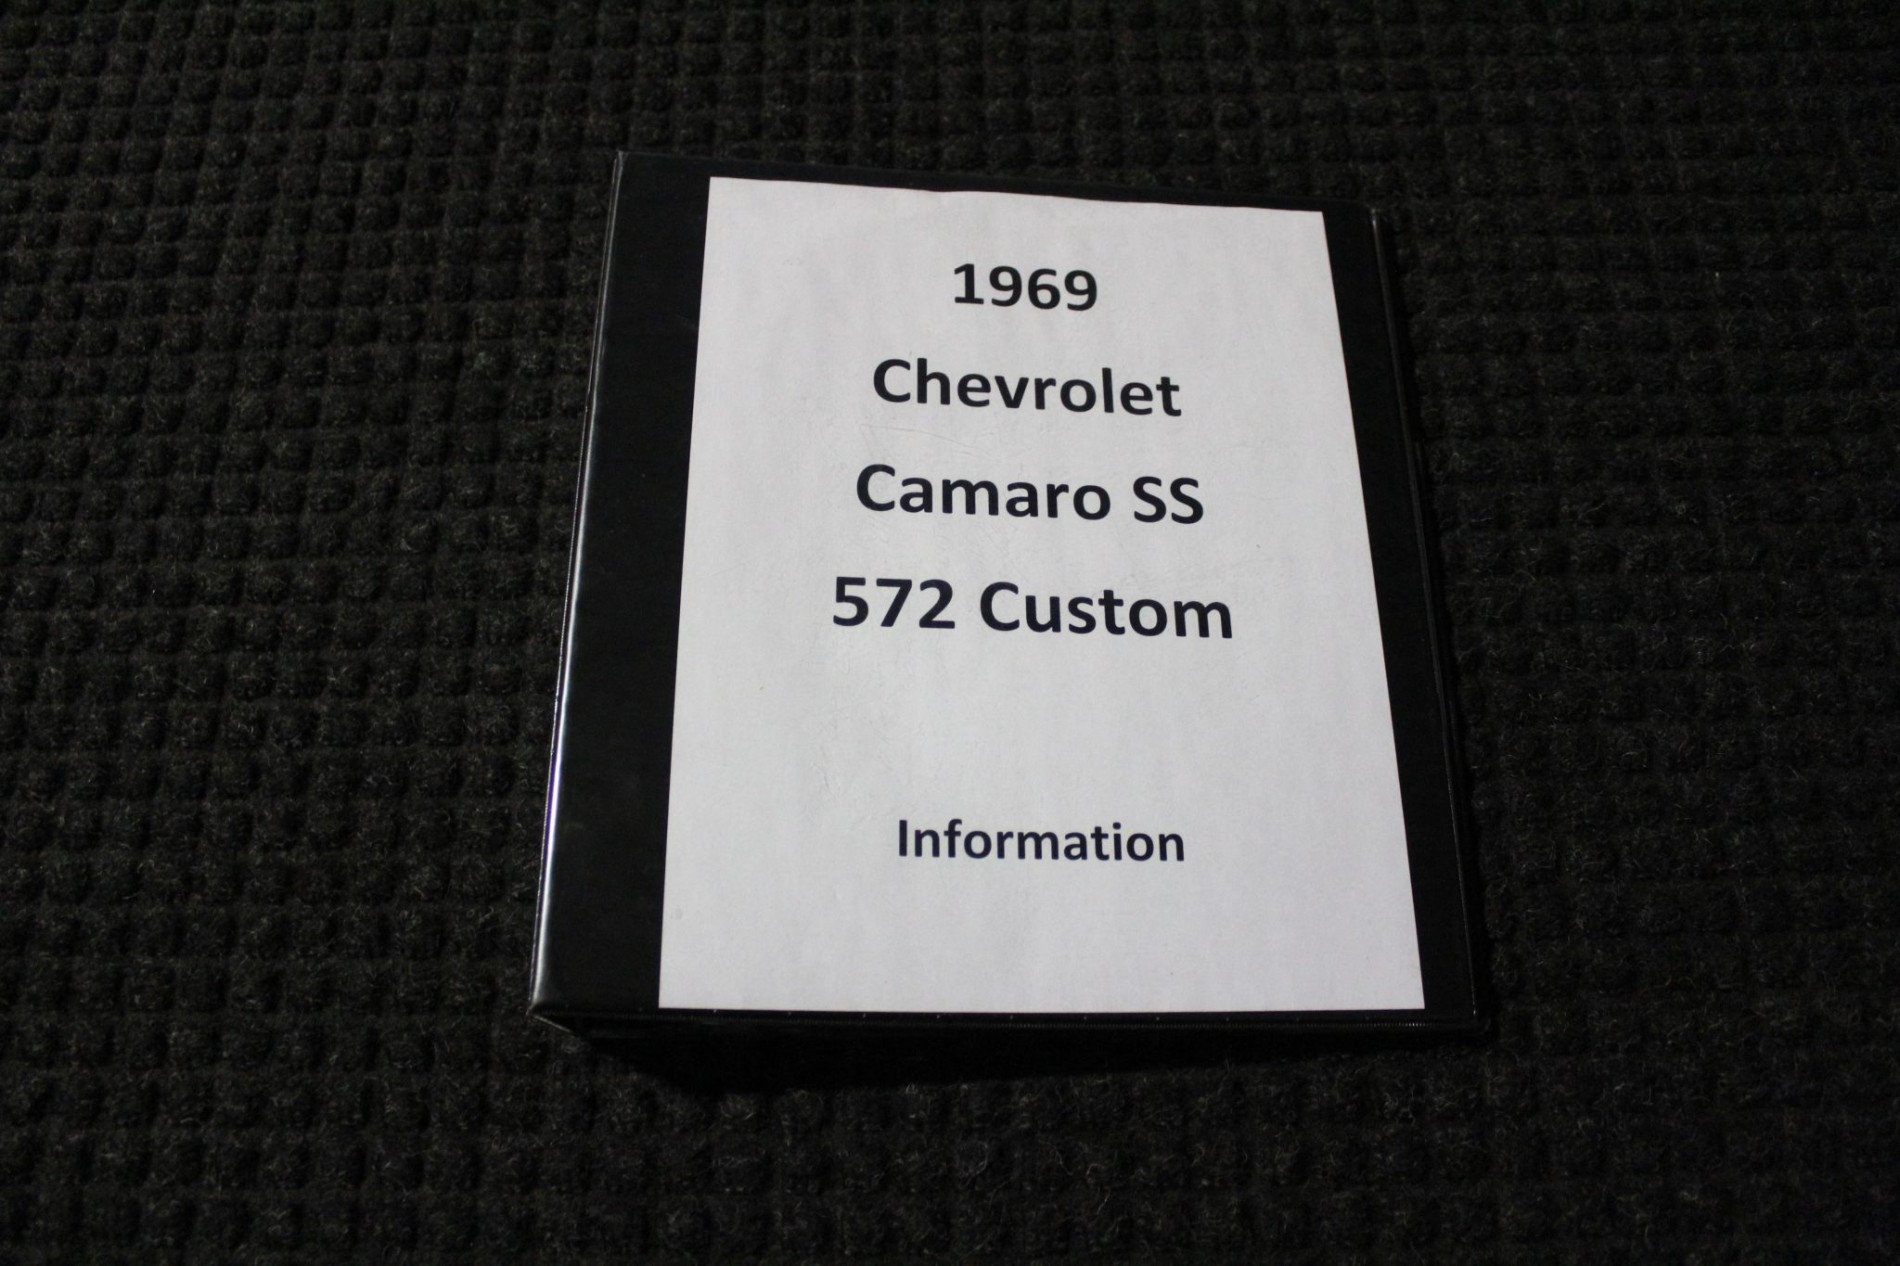 1969
Chevrolet
Camaro SS
572 Custom
Information